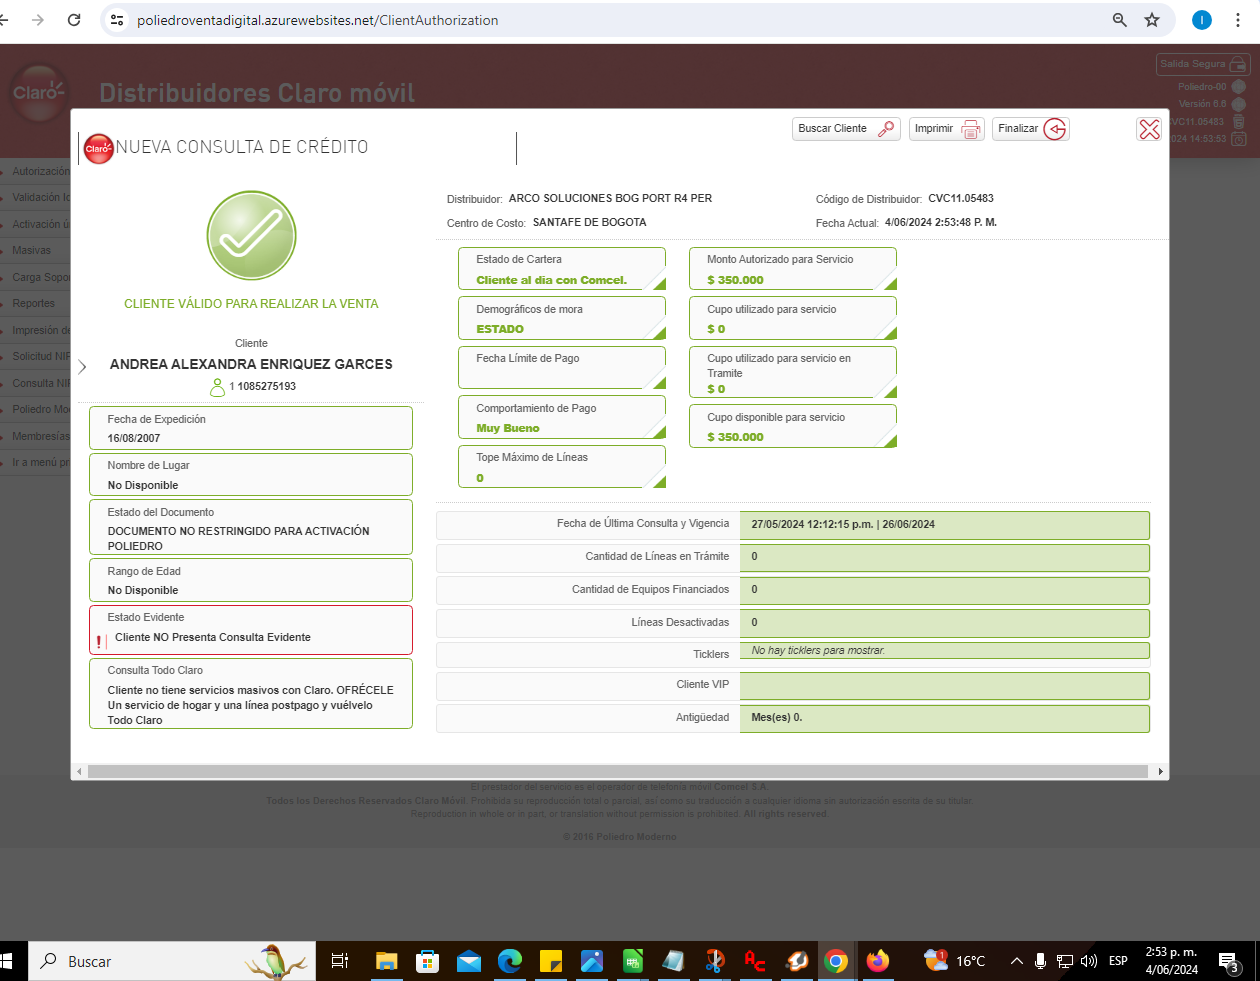 poliedroventadigital.azurewebsites.net/ClientAuthorization
I
Claro
Distribuidores Claro móvil
Salida Segura
Poliedro-00
Versión 6.6
CVC11.05483
2024 14:53:53
Autorización
Validación Id
Activación ú
Masivas
Carga Sopor
Reportes
Impresión de
Solicitud NIP
Consulta NIP
Poliedro Mo
Membresías
Ir a menú pr
Claro
NUEVA CONSULTA DE CRÉDITO
Buscar Cliente
Imprimir
Finalizar
CLIENTE VÁLIDO PARA REALIZAR LA VENTA
Cliente
ANDREA ALEXANDRA ENRIQUEZ GARCES
1 1085275193
Fecha de Expedición
16/08/2007
Nombre de Lugar
No Disponible
Estado del Documento
DOCUMENTO NO RESTRINGIDO PARA ACTIVACIÓN
POLIEDRO
Rango de Edad
No Disponible
Estado Evidente
! Cliente NO Presenta Consulta Evidente
Consulta Todo Claro
Cliente no tiene servicios masivos con Claro. OFRÉCELE
Un servicio de hogar y una línea postpago y vuélvelo
Todo Claro
Distribuidor: ARCO SOLUCIONES BOG PORT R4 PER
Código de Distribuidor: CVC11.05483
Centro de Costo: SANTAFE DE BOGOTA
Fecha Actual: 4/06/2024 2:53:48 P. M.
Estado de Cartera
Cliente al dia con Comcel.
Demográficos de mora
ESTADO
Fecha Límite de Pago
Comportamiento de Pago
Muy Bueno
Tope Máximo de Líneas
0
Monto Autorizado para Servicio
$ 350.000
Cupo utilizado para servicio
$ 0
Cupo utilizado para servicio en
Tramite
$ 0
Cupo disponible para servicio
$ 350.000
Fecha de Última Consulta y Vigencia 27/05/2024 12:12:15 p.m. | 26/06/2024
Cantidad de Líneas en Trámite 0
Cantidad de Equipos Financiados 0
Líneas Desactivadas 0
Ticklers No hay ticklers para mostrar.
Cliente VIP
Antigüedad Mes(es) 0.
El prestador del servicio es el operador de telefonía móvil Comcel S.A.
Todos los Derechos Reservados Claro Móvil. Prohibida su reproducción total o parcial, así como su traducción a cualquier idioma sin autorización escrita de su titular.
Reproduction in whole or in part, or translation without permission is prohibited. All rights reserved.
© 2016 Poliedro Moderno
Buscar
1
16°C
ESP
2:53 p. m.
4/06/2024
3